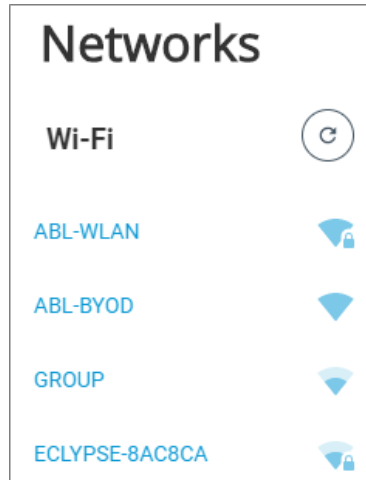 Networks
Wi-Fi
ABL-WLAN
ABL-BYOD
GROUP
ECLYPSE-8AC8CA